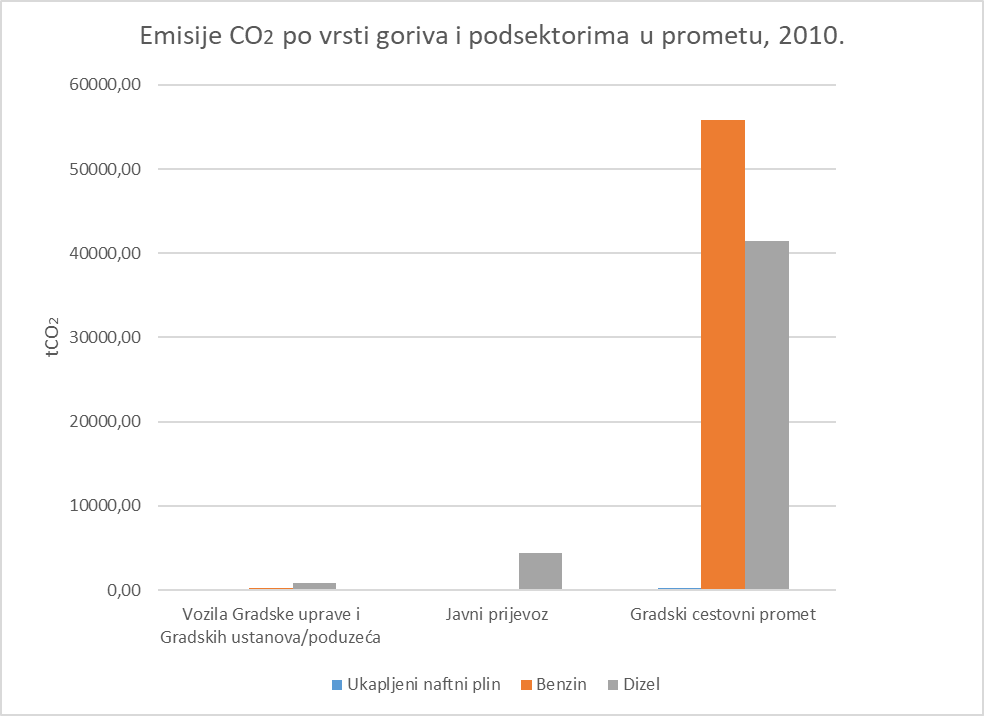 Emisije CO2 po vrsti goriva i podsektorima u prometu, 2010.
60000,00
50000,00
40000,00
30000,00
20000,00
10000,00
0,00
tCO2
Vozila Gradske uprave i
Gradskih ustanova/poduzeća
Javni prijevoz
Gradski cestovni promet
Ukapljeni naftni plin
Benzin
Dizel